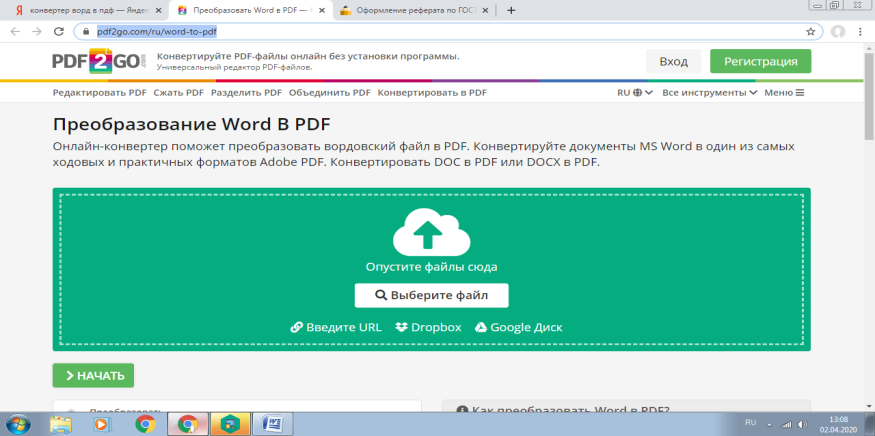 конвертер ворд в пдф — Яндек
Преобразовать Word в PDF —
Оформление реферата по ГОС
pdf2go.com/ru/word-to-pdf
PDF2GO.com
Конвертируйте PDF-файлы онлайн без установки программы.
Универсальный редактор PDF-файлов.
Вход
Регистрация
Редактировать PDF Сжать PDF Разделить PDF Объединить PDF Конвертировать в PDF
RU Все инструменты Меню
Преобразование Word В PDF
Онлайн-конвертер поможет преобразовать вордовский файл в PDF. Конвертируйте документы MS Word в один из самых
ходовых и практичных форматов Adobe PDF. Конвертировать DOC в PDF или DOCX в PDF.
Опустите файлы сюда
Выберите файл
Введите URL Dropbox Google Диск
НАЧАТЬ
Преобразовать
Как преобразовать Word в PDF?
RU
13:08
02.04.2020